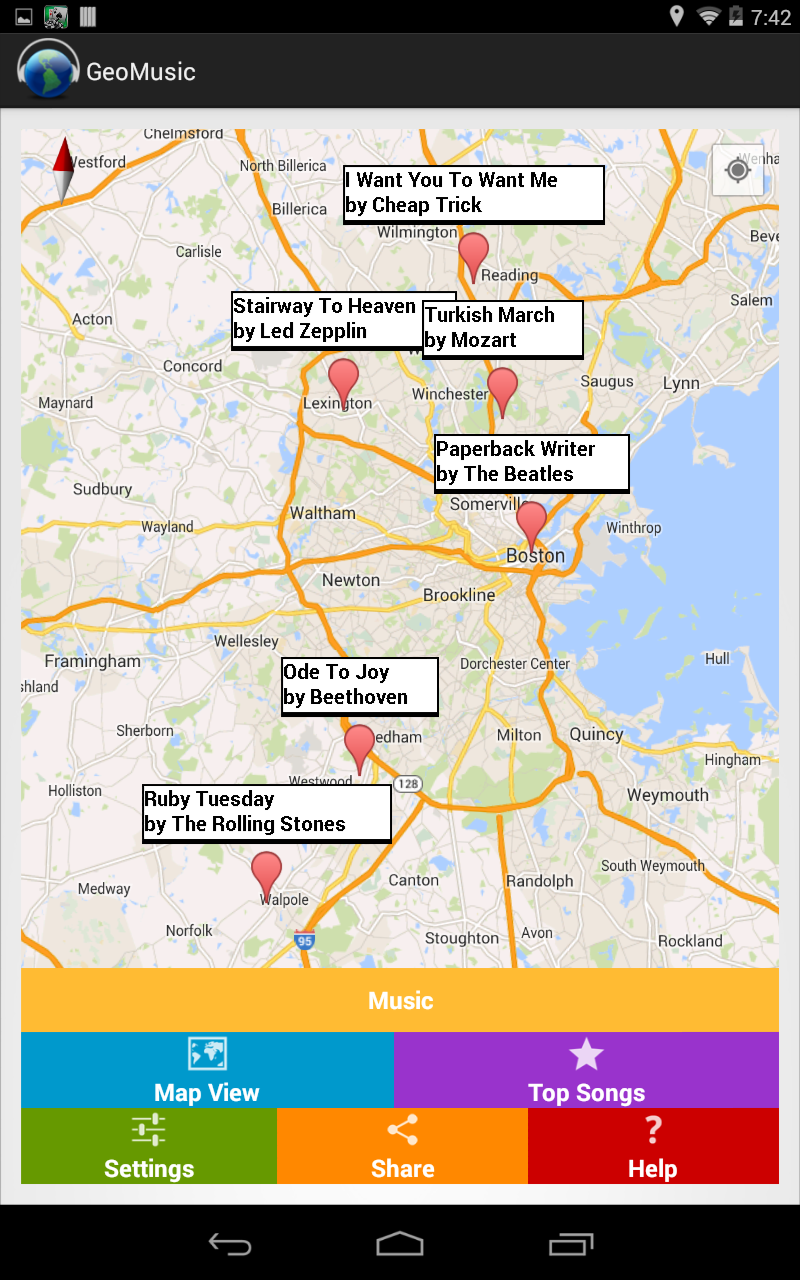 7:42
GeoMusic
Chelmsford
Westford
North Billerica
I Want You To Want Me
by Cheap Trick
Billerica
Wilmington
Carlisle
Reading
Salem
Stairway To Heaven
by Led Zepplin
Turkish March
by Mozart
Acton
Concord
Saugus
Lynn
Winchester
Maynard
Lexington
Paperback Writer
by The Beatles
Sudbury
Somerville
Waltham
Wayland
Winthrop
Boston
Newton
Brookline
Wellesley
Framingham
Dorchester Center
Hull
Ode To Joy
by Beethoven
Sherborn
Milton
Quincy
Hingham
Westwood
128
Holliston
Weymouth
Ruby Tuesday
by The Rolling Stones
South Weymouth
Canton
Randolph
Medway
Walpole
Norfolk
95
Stoughton
Avon
Rockland
Music
Map View
Top Songs
Settings
Share
?
Help